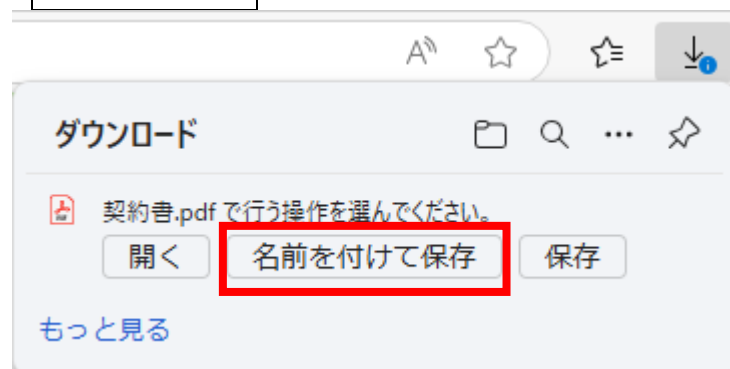 ダウンロード
契約書.pdf で行う操作を選んでください。
開く 名前を付けて保存 保存
もっと見る